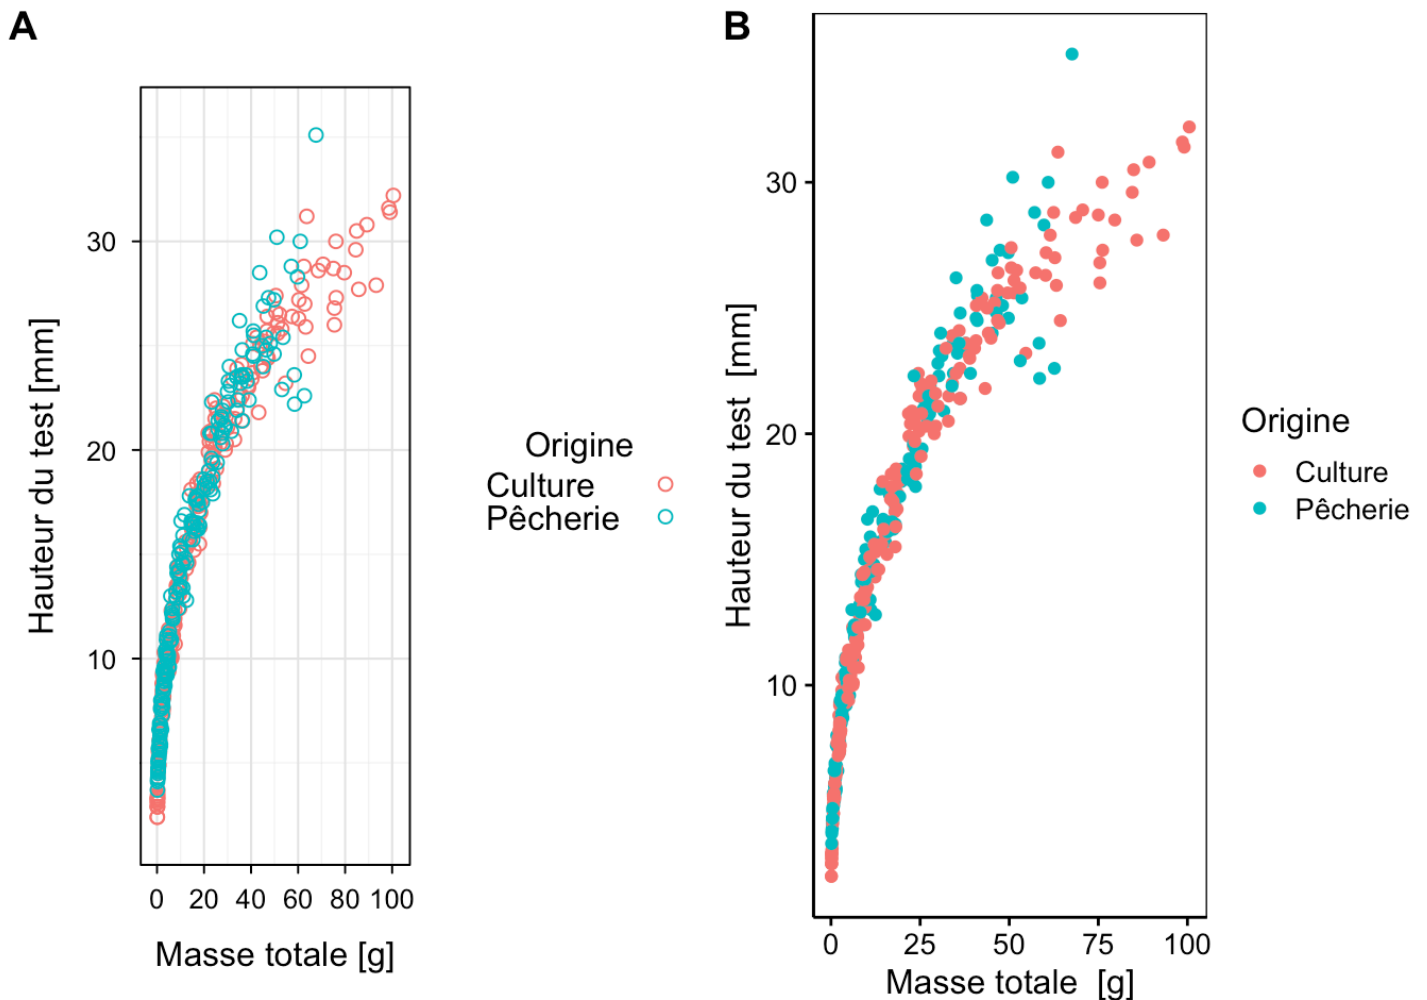 A
Hauteur du test [mm]
30
20
10
0 20 40 60 80 100
Masse totale [g]
Origine
Culture
Pêcherie
B
Hauteur du test [mm]
30
20
10
0 25 50 75 100
Masse totale [g]
Origine
Culture
Pêcherie